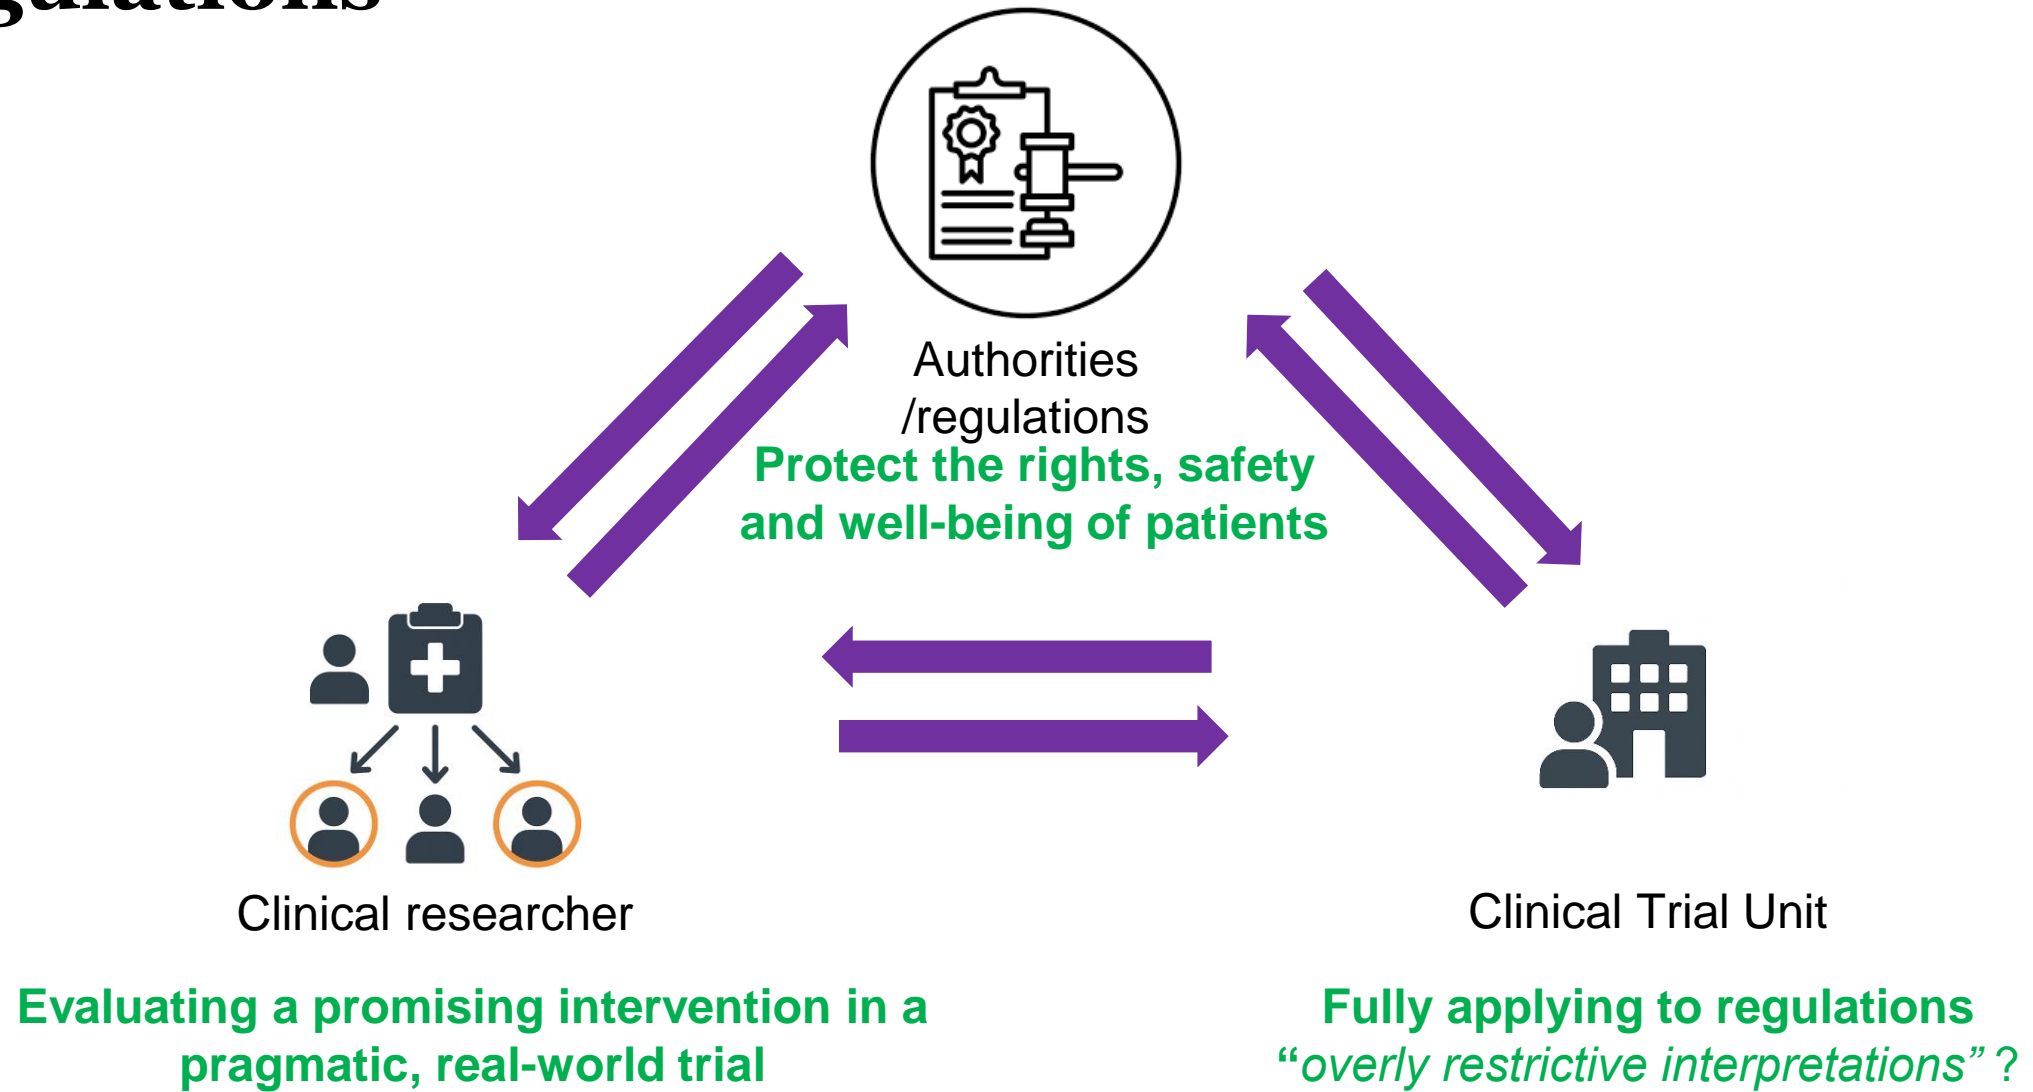 gulations
Authorities
/regulations
Protect the rights, safety
and well-being of patients
Clinical researcher
Clinical Trial Unit
Evaluating a promising intervention in a
pragmatic, real-world trial
Fully applying to regulations
“overly restrictive interpretations” ?